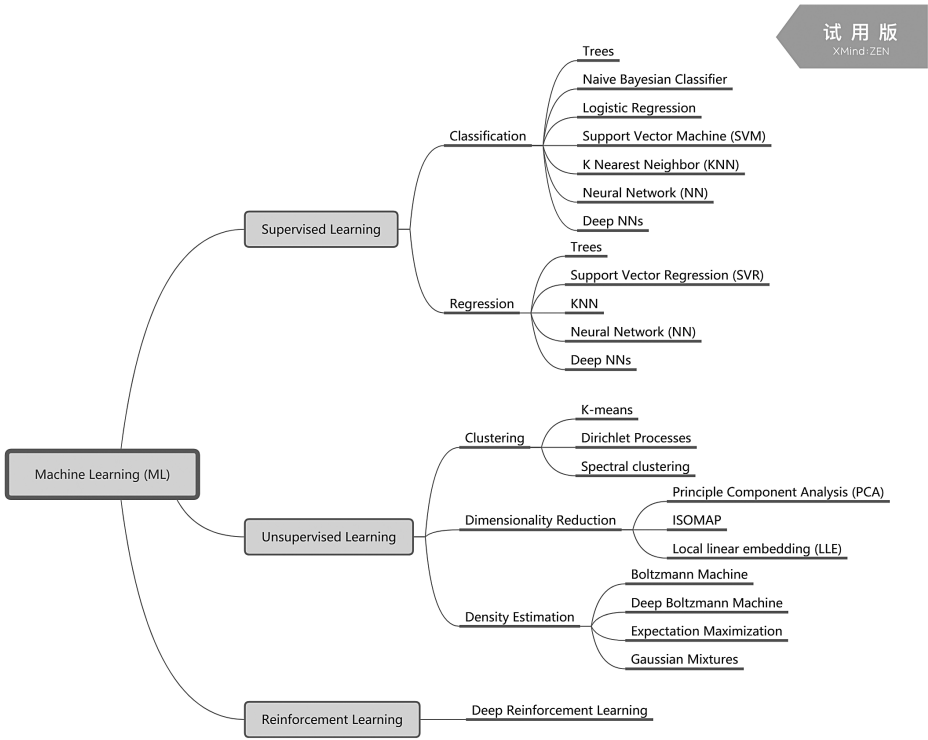 试用版
XMind:ZEN
Machine Learning (ML)
Supervised Learning
Classification
Trees
Naive Bayesian Classifier
Logistic Regression
Support Vector Machine (SVM)
K Nearest Neighbor (KNN)
Neural Network (NN)
Deep NNs
Regression
Trees
Support Vector Regression (SVR)
KNN
Neural Network (NN)
Deep NNs
Unsupervised Learning
Clustering
K-means
Dirichlet Processes
Spectral clustering
Dimensionality Reduction
Principle Component Analysis (PCA)
ISOMAP
Local linear embedding (LLE)
Density Estimation
Boltzmann Machine
Deep Boltzmann Machine
Expectation Maximization
Gaussian Mixtures
Reinforcement Learning
Deep Reinforcement Learning